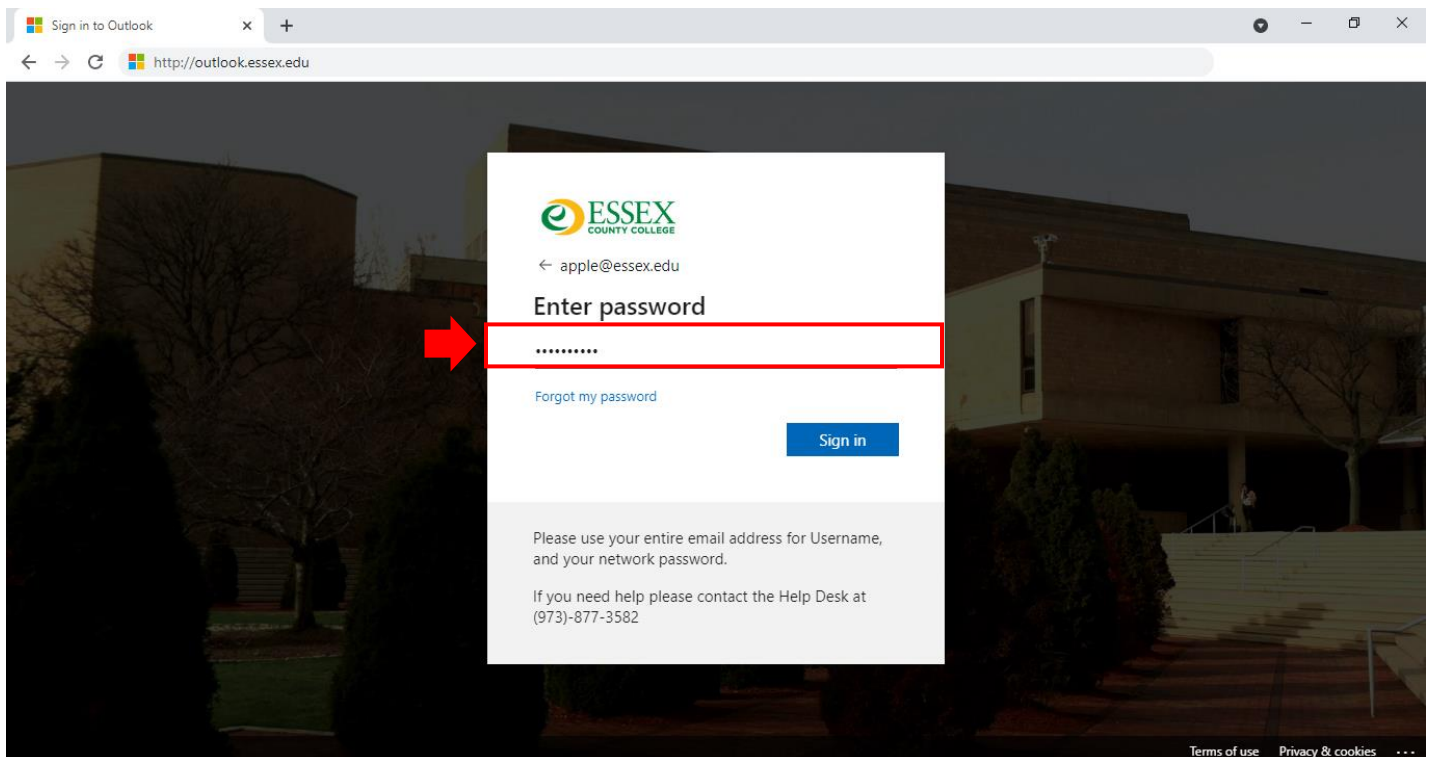 Sign in to Outlook
http://outlook.essex.edu
ESSEX
COUNTY COLLEGE
← apple@essex.edu
Enter password
••••••••••
Forgot my password
Sign in
Please use your entire email address for Username,
and your network password.
If you need help please contact the Help Desk at
(973)-877-3582
Terms of use Privacy & cookies ...